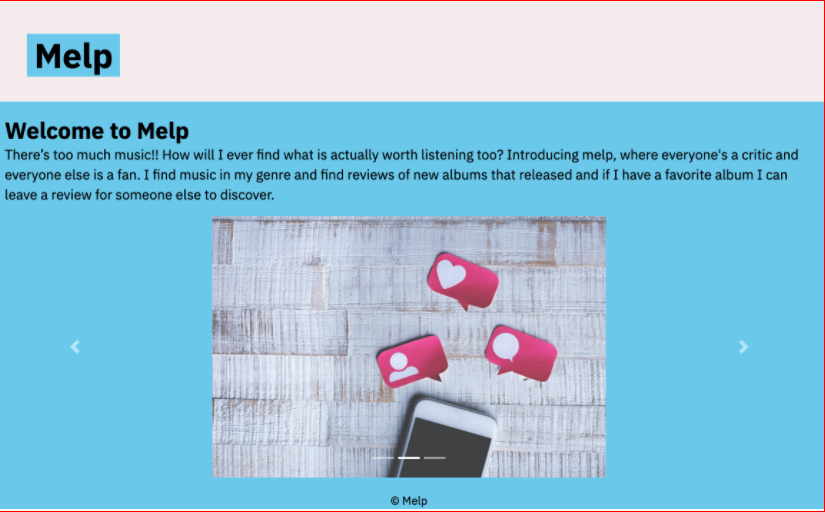 Melp
Welcome to Melp
There's too much music!! How will I ever find what is actually worth listening too? Introducing melp, where everyone's a critic and
everyone else is a fan. I find music in my genre and find reviews of new albums that released and if I have a favorite album I can
leave a review for someone else to discover.
© Melp